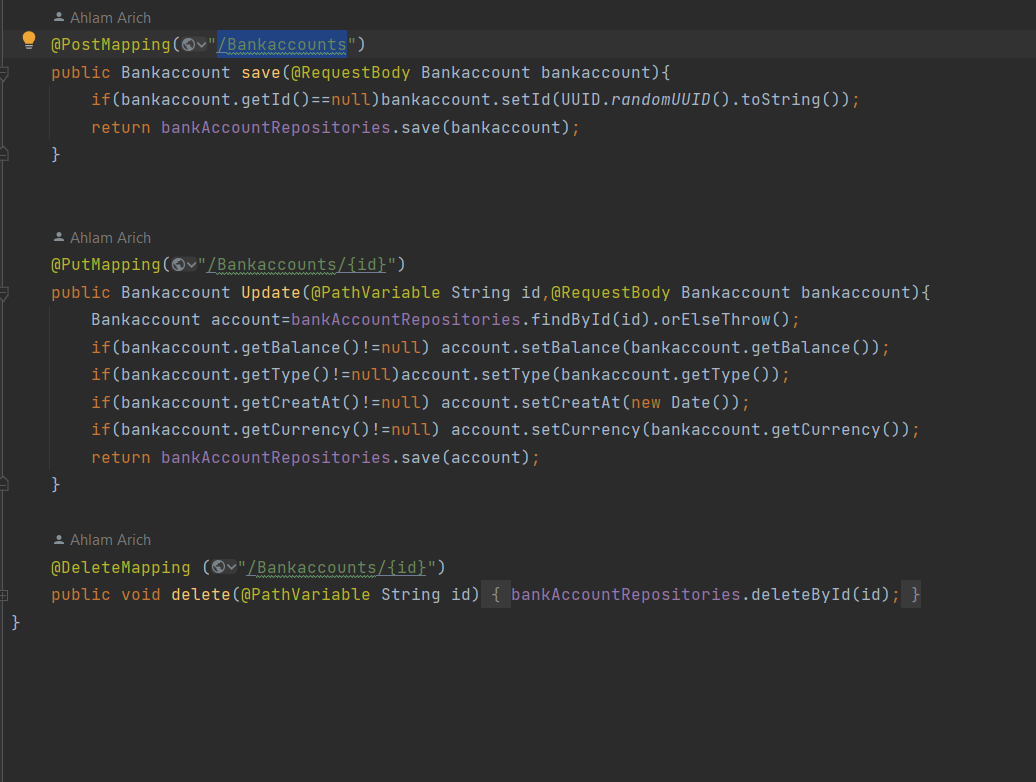 Ahlam Arich
@PostMapping("/Bankaccounts")
public Bankaccount save(@RequestBody Bankaccount bankaccount){
if(bankaccount.getId()==null)bankaccount.setId(UUID.randomUUID().toString());
return bankAccountRepositories.save(bankaccount);
}
Ahlam Arich
@PutMapping("/Bankaccounts/{id}")
public Bankaccount Update(@PathVariable String id,@RequestBody Bankaccount bankaccount){
Bankaccount account=bankAccountRepositories.findById(id).orElseThrow();
if(bankaccount.getBalance()!=null) account.setBalance(bankaccount.getBalance());
if(bankaccount.getType()!=null)account.setType(bankaccount.getType());
if(bankaccount.getCreatAt()!=null) account.setCreatAt(new Date());
if(bankaccount.getCurrency()!=null) account.setCurrency(bankaccount.getCurrency());
return bankAccountRepositories.save(account);
}
Ahlam Arich
@DeleteMapping ("/Bankaccounts/{id}")
public void delete(@PathVariable String id) { bankAccountRepositories.deleteById(id); }
}